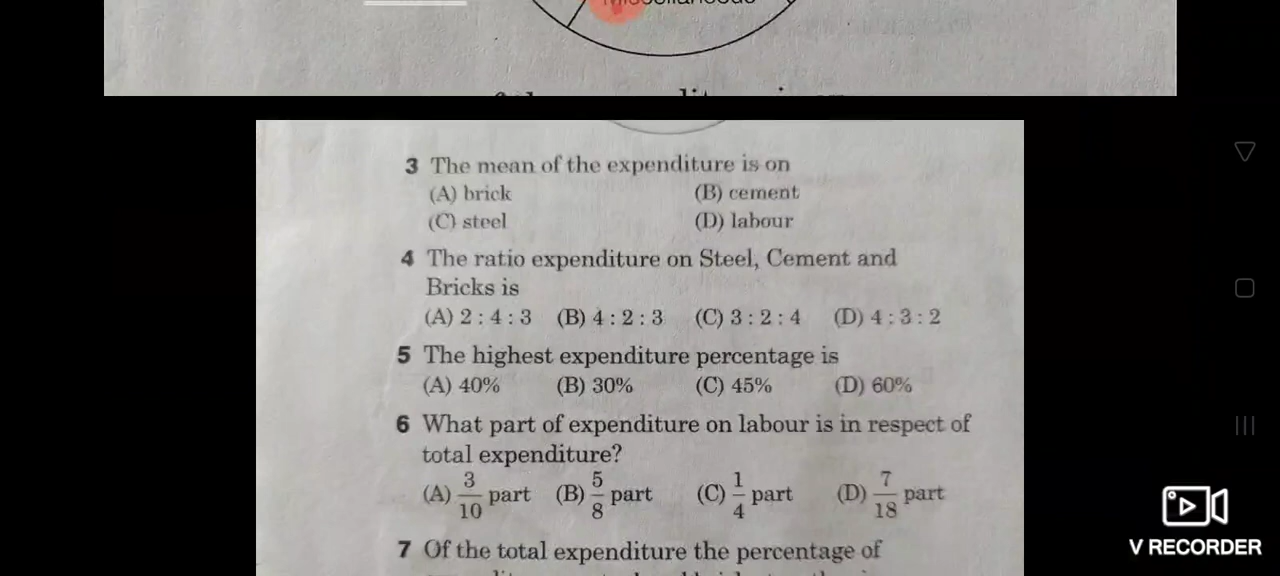 3 The mean of the expenditure is on
(A) brick (B) cement
(C) steel (D) labour
4 The ratio expenditure on Steel, Cement and
Bricks is
(A) 2 : 4 : 3 (B) 4 : 2 : 3 (C) 3 : 2 : 4 (D) 4 : 3 : 2
5 The highest expenditure percentage is
(A) 40% (B) 30% (C) 45% (D) 60%
6 What part of expenditure on labour is in respect of
total expenditure?
(A) 3/10 part (B) 5/8 part (C) 1/4 part (D) 7/18 part
7 Of the total expenditure the percentage of
V RECORDER